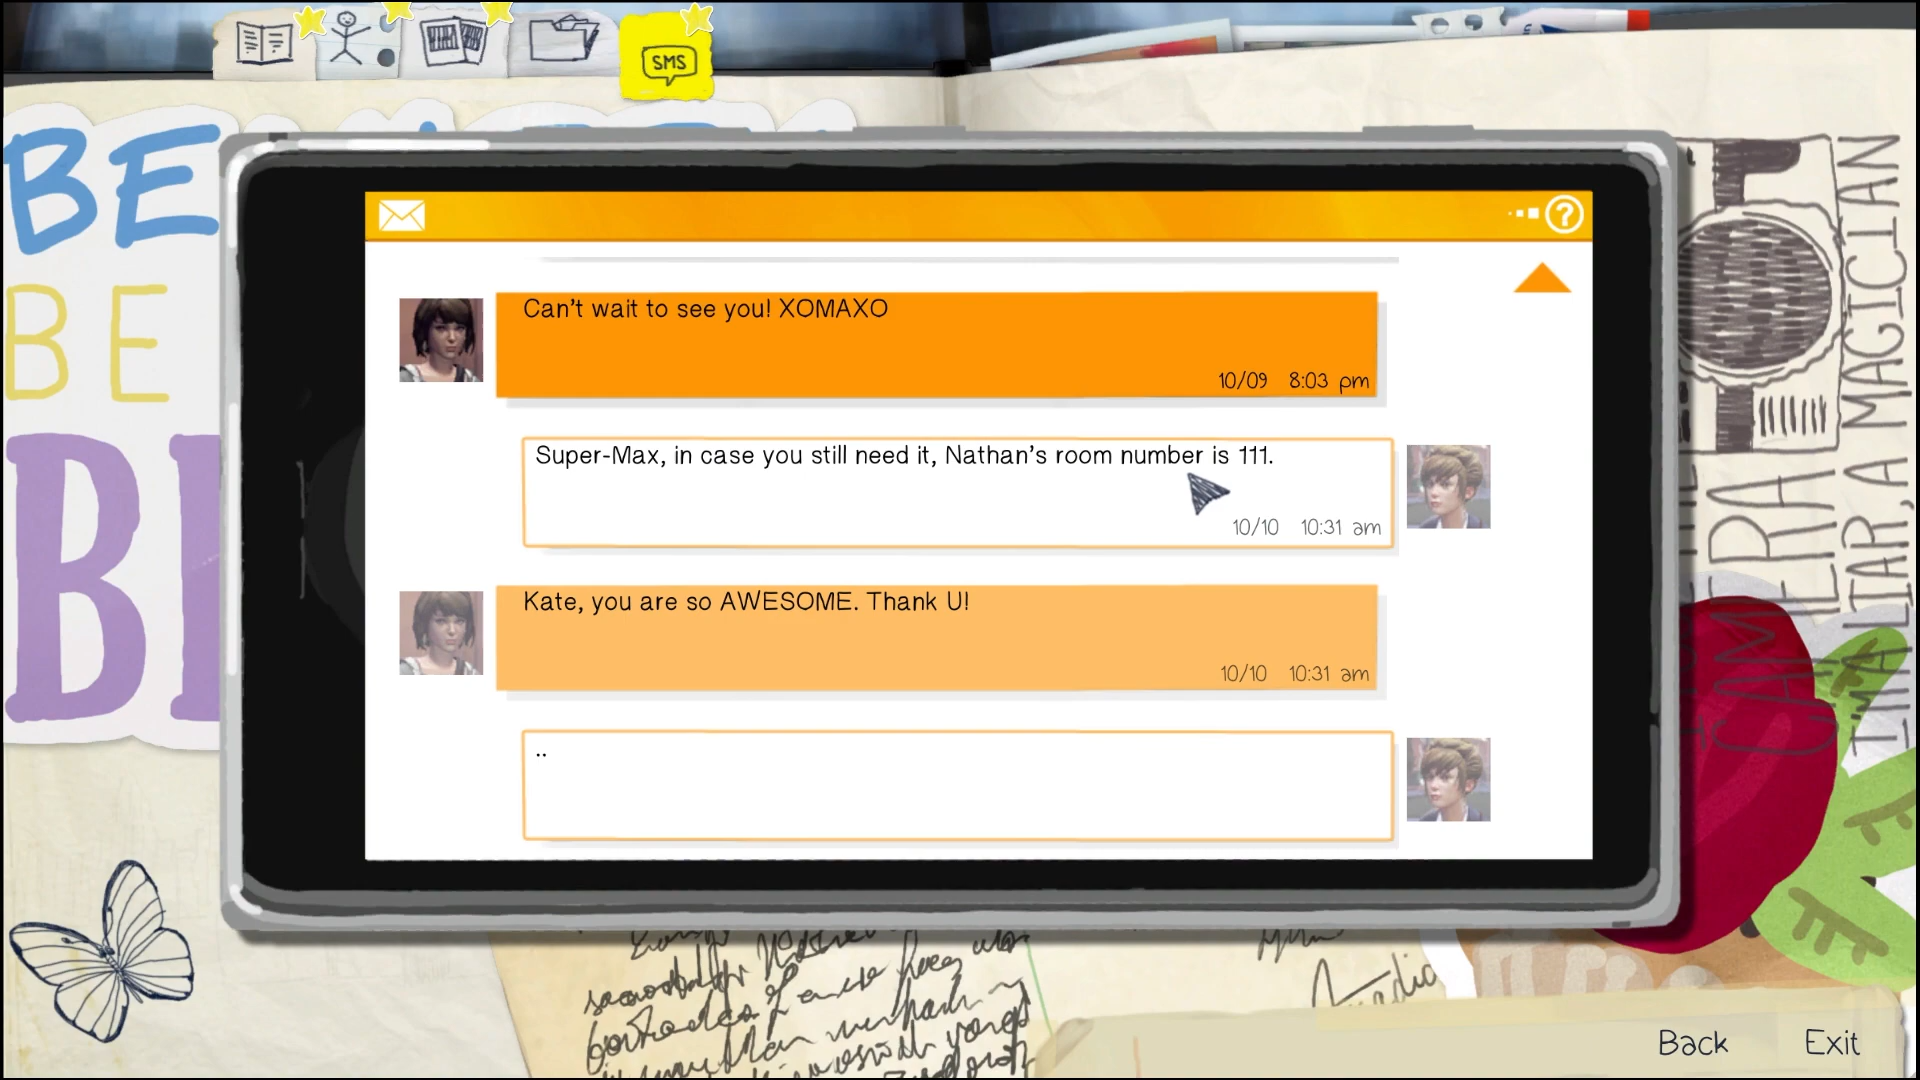 SMS
BE
BE
Can't wait to see you! XOMAXO
10/09 8:03 pm
Super-Max, in case you still need it, Nathan's room number is 111.
10/10 10:31 am
Kate, you are so AWESOME. Thank U!
10/10 10:31 am
..
CAMERA
I'M A LIAR, A MAGICIAN
Back Exit